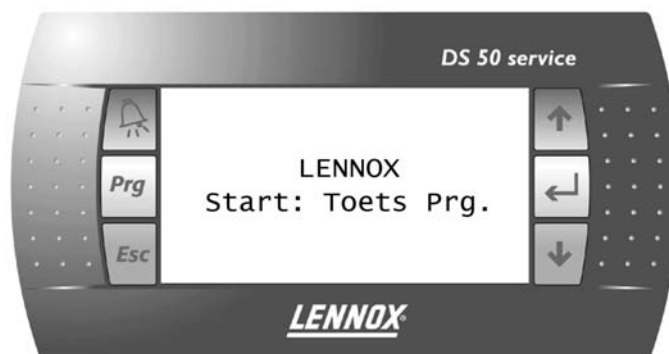 DS 50 service
LENNOX
Start: Toets Prg.
Prg
Esc
LENNOX